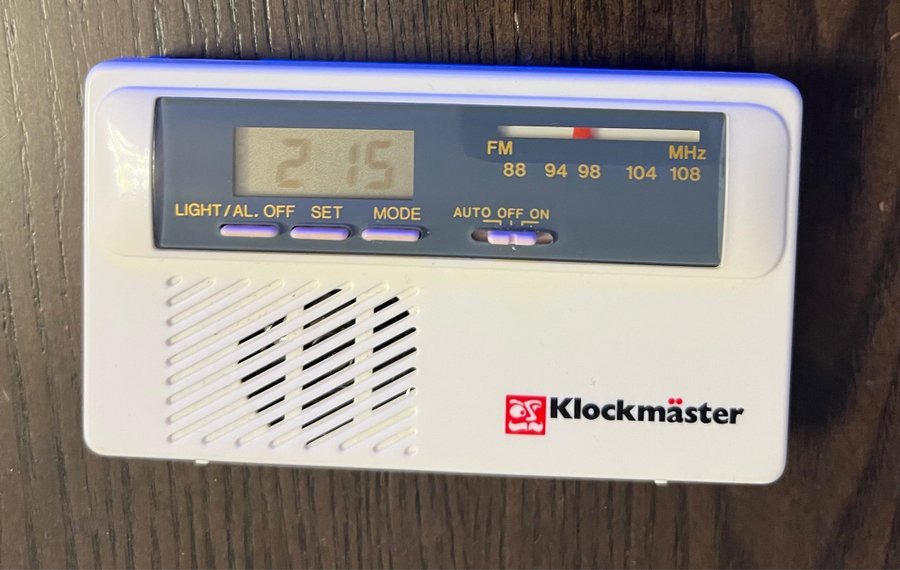 2 15
FM MHz
88 94 98 104 108
LIGHT/AL. OFF SET MODE
AUTO OFF ON
Klockmäster